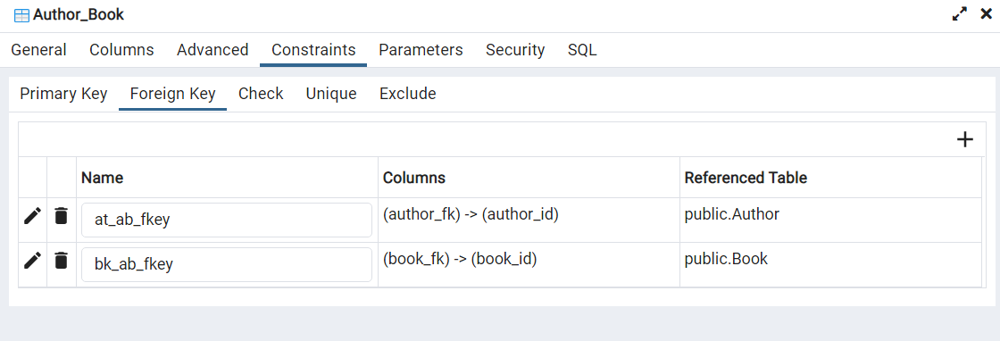 Author_Book
General Columns Advanced Constraints Parameters Security SQL
Primary Key Foreign Key Check Unique Exclude
Name Columns Referenced Table
at_ab_fkey (author_fk) -> (author_id) public.Author
bk_ab_fkey (book_fk) -> (book_id) public.Book